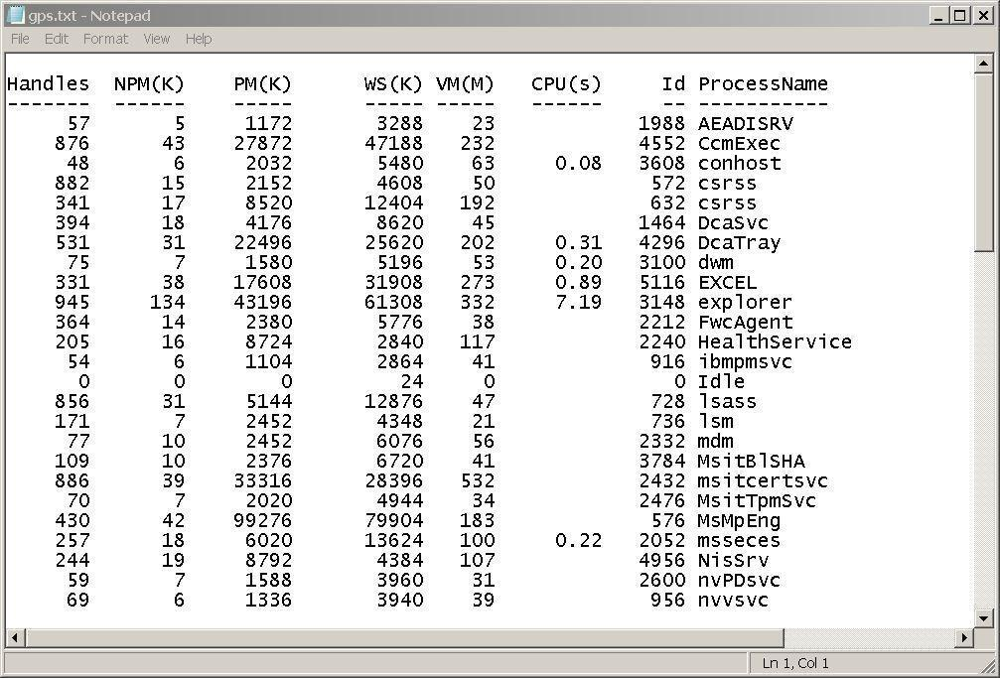 gps.txt - Notepad
File Edit Format View Help
Handles NPM(K) PM(K) WS(K) VM(M) CPU(s) Id ProcessName
------- ------ ----- ----- ----- ------ -- -----------
57 5 1172 3288 23 1988 AEADISRV
876 43 27872 47188 232 4552 CcmExec
48 6 2032 5480 63 0.08 3608 conhost
882 15 2152 4608 50 572 csrss
341 17 8520 12404 192 632 csrss
394 18 4176 8620 45 1464 DcaSvc
531 31 22496 25620 202 0.31 4296 DcaTray
75 7 1580 5196 53 0.20 3100 dwm
331 38 17608 31908 273 0.89 5116 EXCEL
945 134 43196 61308 332 7.19 3148 explorer
364 14 2380 5776 38 2212 FwcAgent
205 16 8724 2840 117 2240 HealthService
54 6 1104 2864 41 916 ibmpmsvc
0 0 0 24 0 0 Idle
856 31 5144 12876 47 728 lsass
171 7 2452 4348 21 736 lsm
77 10 2452 6076 56 2332 mdm
109 10 2376 6720 41 3784 MsitBlSHA
886 39 33316 28396 532 2432 msitcertsvc
70 7 2020 4944 34 2476 MsitTpmSvc
430 42 99276 79904 183 576 MsMpEng
257 18 6020 13624 100 0.22 2052 msseces
244 19 8792 4384 107 4956 NisSrv
59 7 1588 3960 31 2600 nvPDsvc
69 6 1336 3940 39 956 nvvsvc
Ln 1, Col 1